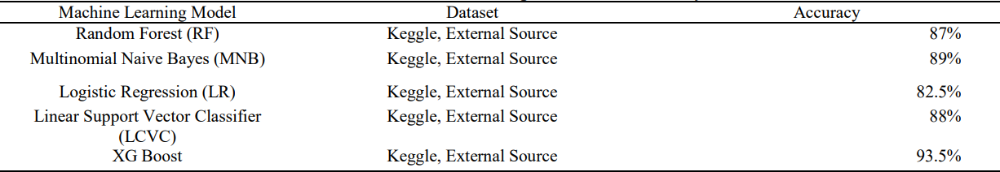 Machine Learning Model Dataset Accuracy
Random Forest (RF) Keggle, External Source 87%
Multinomial Naive Bayes (MNB) Keggle, External Source 89%
Logistic Regression (LR) Keggle, External Source 82.5%
Linear Support Vector Classifier Keggle, External Source 88%
(LCVC)
XG Boost Keggle, External Source 93.5%